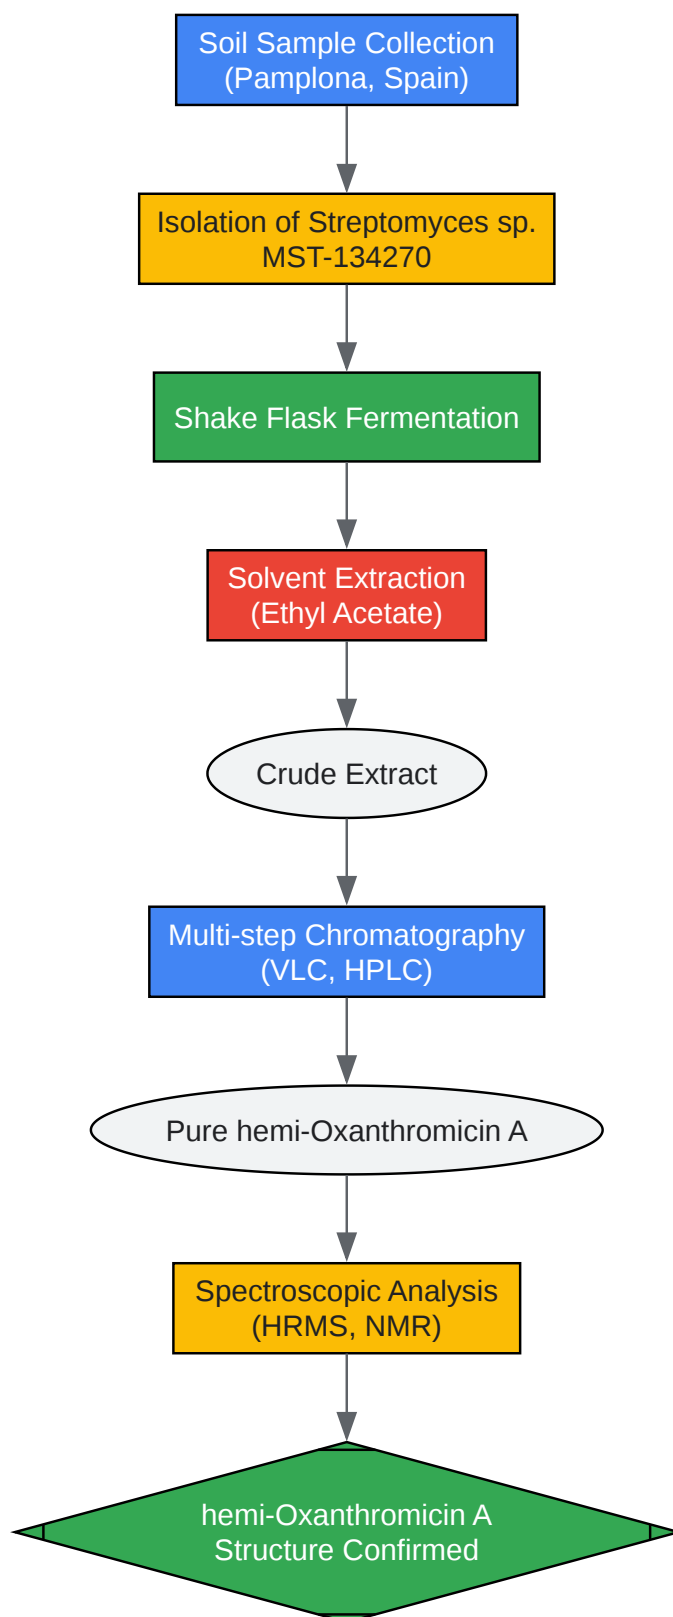 Soil Sample Collection
(Pamplona, Spain)
Isolation of Streptomyces sp.
MST-134270
Shake Flask Fermentation
Solvent Extraction
(Ethyl Acetate)
Crude Extract
Multi-step Chromatography
(VLC, HPLC)
Pure hemi-Oxanthromicin A
Spectroscopic Analysis
(HRMS, NMR)
hemi-Oxanthromicin A
Structure Confirmed